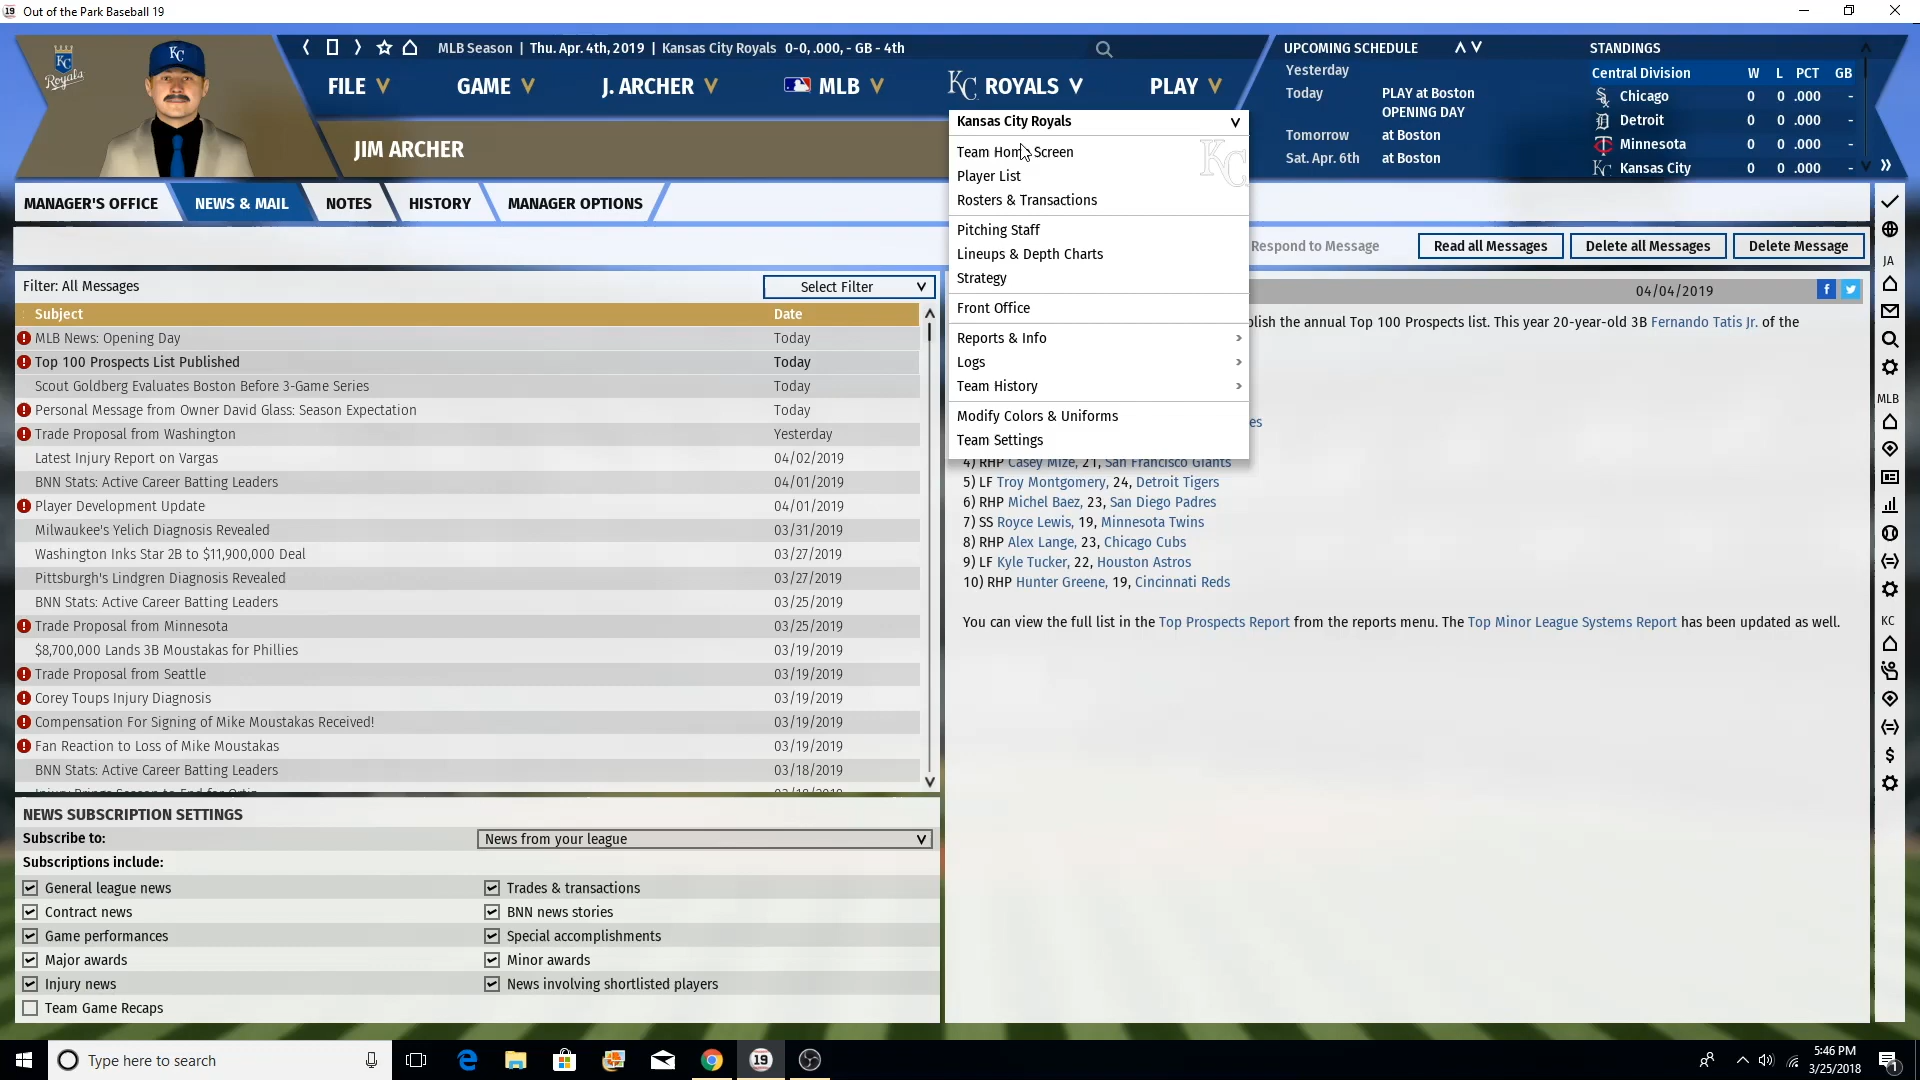 19 Out of the Park Baseball 19
KC
Royals
MLB Season | Thu. Apr. 4th, 2019 | Kansas City Royals 0-0, .000, - GB - 4th
FILE
GAME
J. ARCHER
MLB
KC ROYALS
PLAY
JIM ARCHER
UPCOMING SCHEDULE
Yesterday
Today PLAY at Boston
OPENING DAY
Tomorrow at Boston
Sat. Apr. 6th at Boston
STANDINGS
Central Division W L PCT GB
Chicago 0 0 .000 -
Detroit 0 0 .000 -
Minnesota 0 0 .000 -
Kansas City 0 0 .000 -
MANAGER'S OFFICE
NEWS & MAIL
NOTES
HISTORY
MANAGER OPTIONS
Kansas City Royals
Team Home Screen
Player List
Rosters & Transactions
Pitching Staff
Lineups & Depth Charts
Strategy
Front Office
Reports & Info
Logs
Team History
Modify Colors & Uniforms
Team Settings
Respond to Message
Read all Messages
Delete all Messages
Delete Message
Filter: All Messages
Select Filter
Subject Date
MLB News: Opening Day Today
Top 100 Prospects List Published Today
Scout Goldberg Evaluates Boston Before 3-Game Series Today
Personal Message from Owner David Glass: Season Expectation Today
Trade Proposal from Washington Yesterday
Latest Injury Report on Vargas 04/02/2019
BNN Stats: Active Career Batting Leaders 04/01/2019
Player Development Update 04/01/2019
Milwaukee's Yelich Diagnosis Revealed 03/31/2019
Washington Inks Star 2B to $11,900,000 Deal 03/27/2019
Pittsburgh's Lindgren Diagnosis Revealed 03/27/2019
BNN Stats: Active Career Batting Leaders 03/25/2019
Trade Proposal from Minnesota 03/25/2019
$8,700,000 Lands 3B Moustakas for Phillies 03/19/2019
Trade Proposal from Seattle 03/19/2019
Corey Toups Injury Diagnosis 03/19/2019
Compensation For Signing of Mike Moustakas Received! 03/19/2019
Fan Reaction to Loss of Mike Moustakas 03/19/2019
BNN Stats: Active Career Batting Leaders 03/18/2019
04/04/2019
blish the annual Top 100 Prospects list. This year 20-year-old 3B Fernando Tatis Jr. of the
es
4) RHP Casey Mize, 21, San Francisco Giants
5) LF Troy Montgomery, 24, Detroit Tigers
6) RHP Michel Baez, 23, San Diego Padres
7) SS Royce Lewis, 19, Minnesota Twins
8) RHP Alex Lange, 23, Chicago Cubs
9) LF Kyle Tucker, 22, Houston Astros
10) RHP Hunter Greene, 19, Cincinnati Reds
You can view the full list in the Top Prospects Report from the reports menu. The Top Minor League Systems Report has been updated as well.
JA
MLB
KC
$
NEWS SUBSCRIPTION SETTINGS
Subscribe to: News from your league
Subscriptions include:
General league news Trades & transactions
Contract news BNN news stories
Game performances Special accomplishments
Major awards Minor awards
Injury news News involving shortlisted players
Team Game Recaps
Type here to search
19
5:46 PM
3/25/2018
1